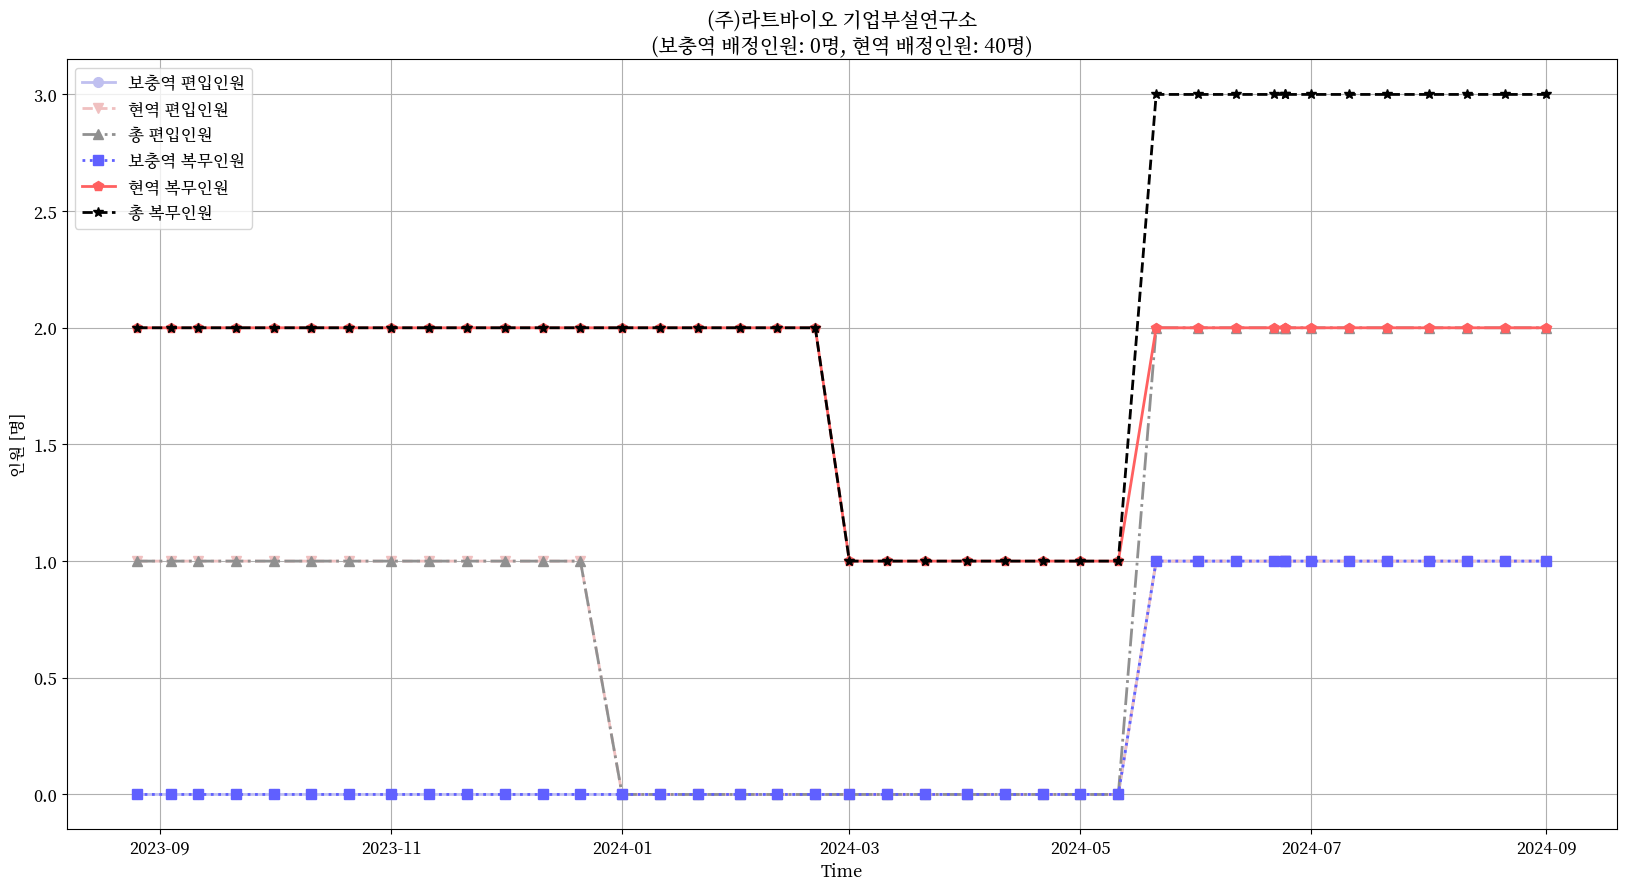 (주)라트바이오 기업부설연구소
(보충역 배정인원: 0명, 현역 배정인원: 40명)
보충역 편입인원
현역 편입인원
총 편입인원
보충역 복무인원
현역 복무인원
총 복무인원
3.0
2.5
2.0
1.5
1.0
0.5
0.0
인원 [명]
2023-09
2023-11
2024-01
2024-03
2024-05
2024-07
2024-09
Time